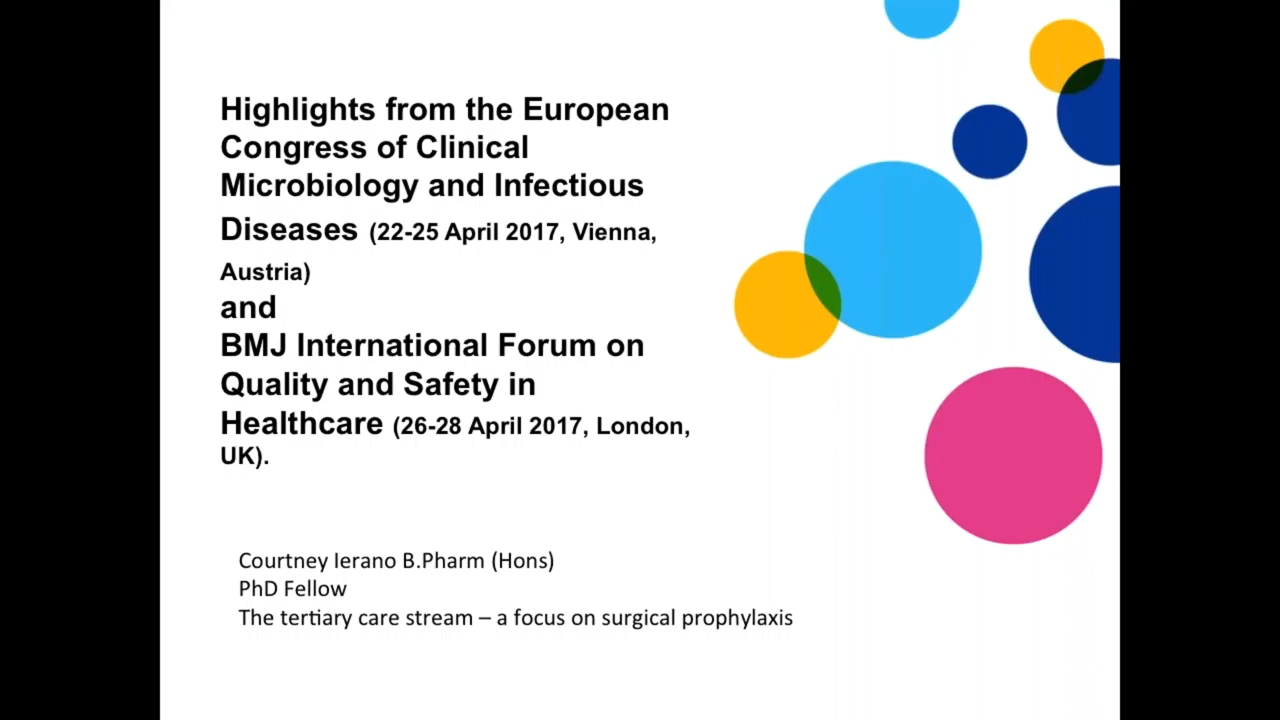 Highlights from the European
Congress of Clinical
Microbiology and Infectious
Diseases (22-25 April 2017, Vienna,
Austria)
and
BMJ International Forum on
Quality and Safety in
Healthcare (26-28 April 2017, London,
UK).
Courtney Ierano B.Pharm (Hons)
PhD Fellow
The tertiary care stream – a focus on surgical prophylaxis